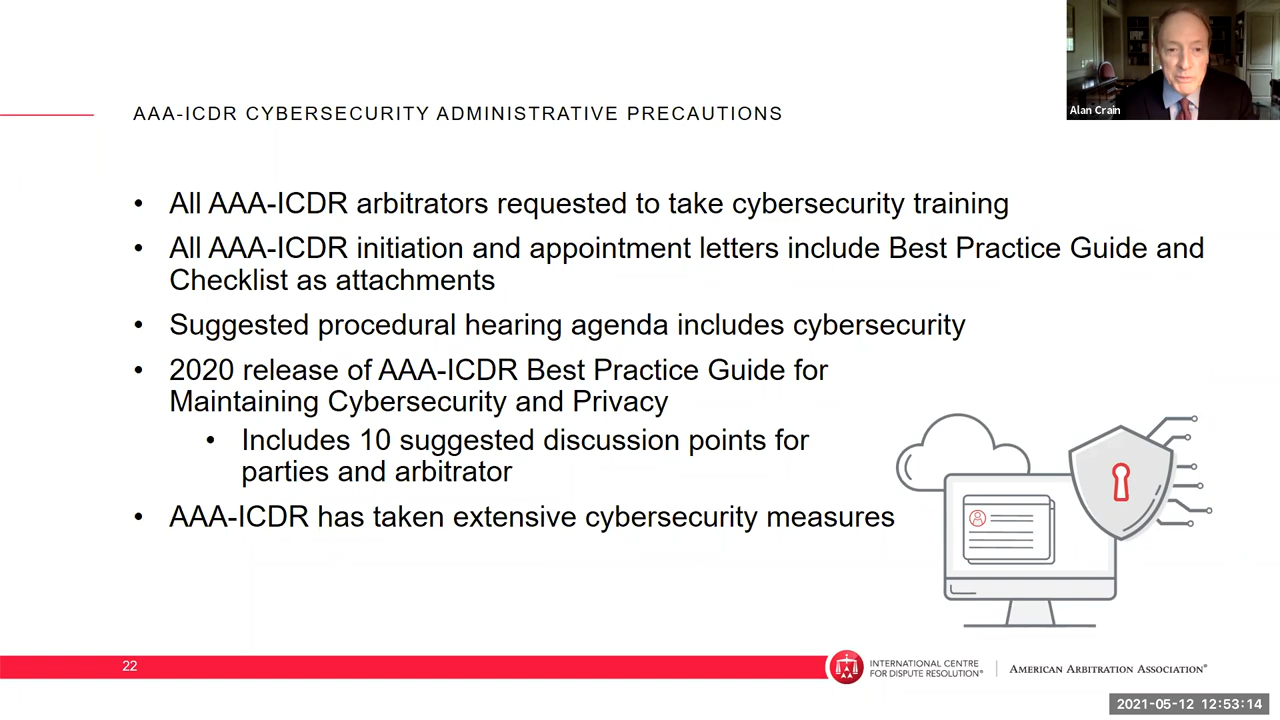 Alan Crain
AAA-ICDR CYBERSECURITY ADMINISTRATIVE PRECAUTIONS
• All AAA-ICDR arbitrators requested to take cybersecurity training
• All AAA-ICDR initiation and appointment letters include Best Practice Guide and
Checklist as attachments
• Suggested procedural hearing agenda includes cybersecurity
• 2020 release of AAA-ICDR Best Practice Guide for
Maintaining Cybersecurity and Privacy
• Includes 10 suggested discussion points for
parties and arbitrator
• AAA-ICDR has taken extensive cybersecurity measures
22
INTERNATIONAL CENTRE
FOR DISPUTE RESOLUTION®
AMERICAN ARBITRATION ASSOCIATION®
2021-05-12 12:53:14